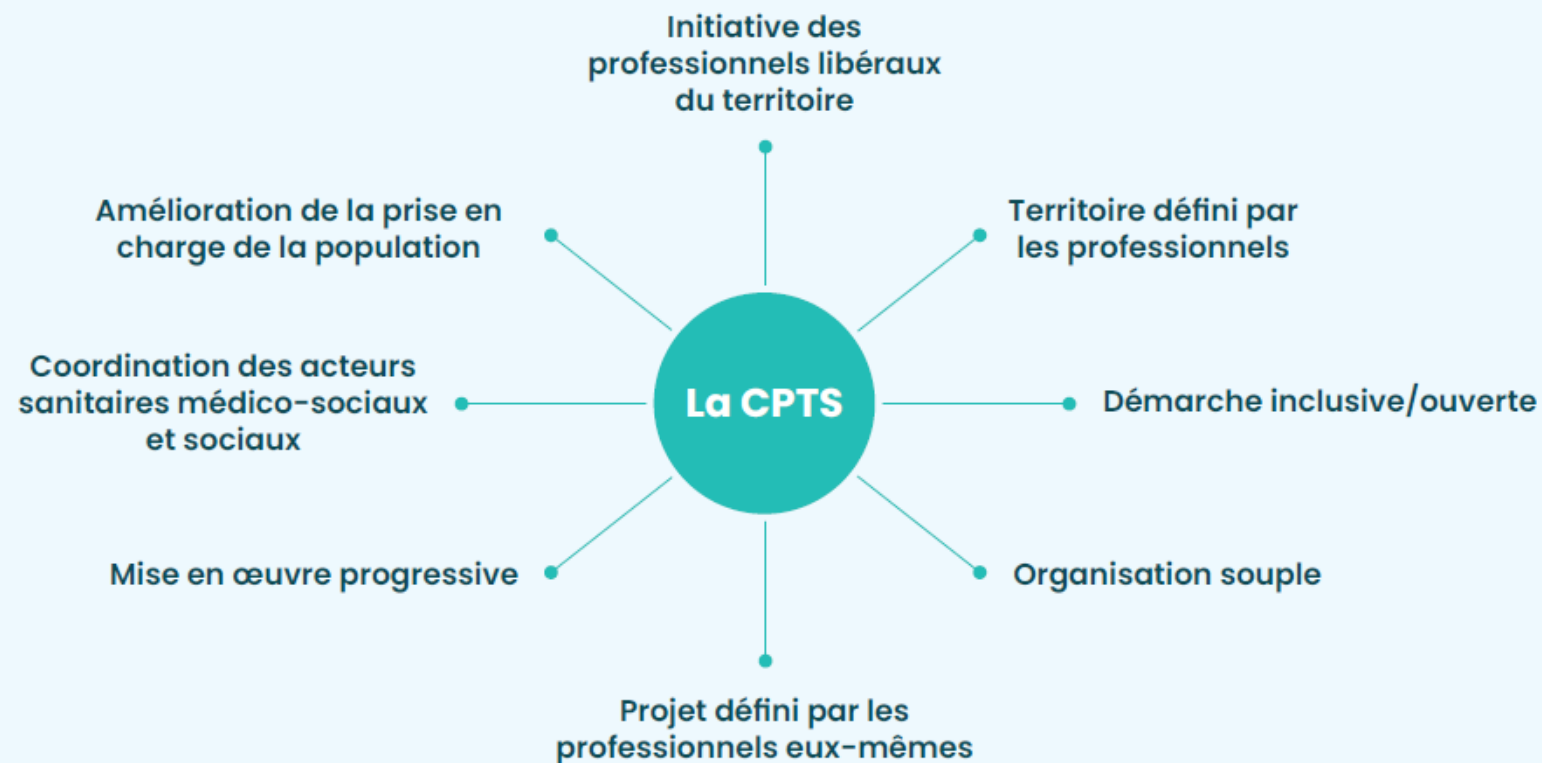 Initiative des
professionnels libéraux
du territoire
Amélioration de la prise en
charge de la population
Territoire défini par
les professionnels
Coordination des acteurs
sanitaires médico-sociaux
et sociaux
La CPTS
Démarche inclusive/ouverte
Mise en œuvre progressive
Organisation souple
Projet défini par les
professionnels eux-mêmes